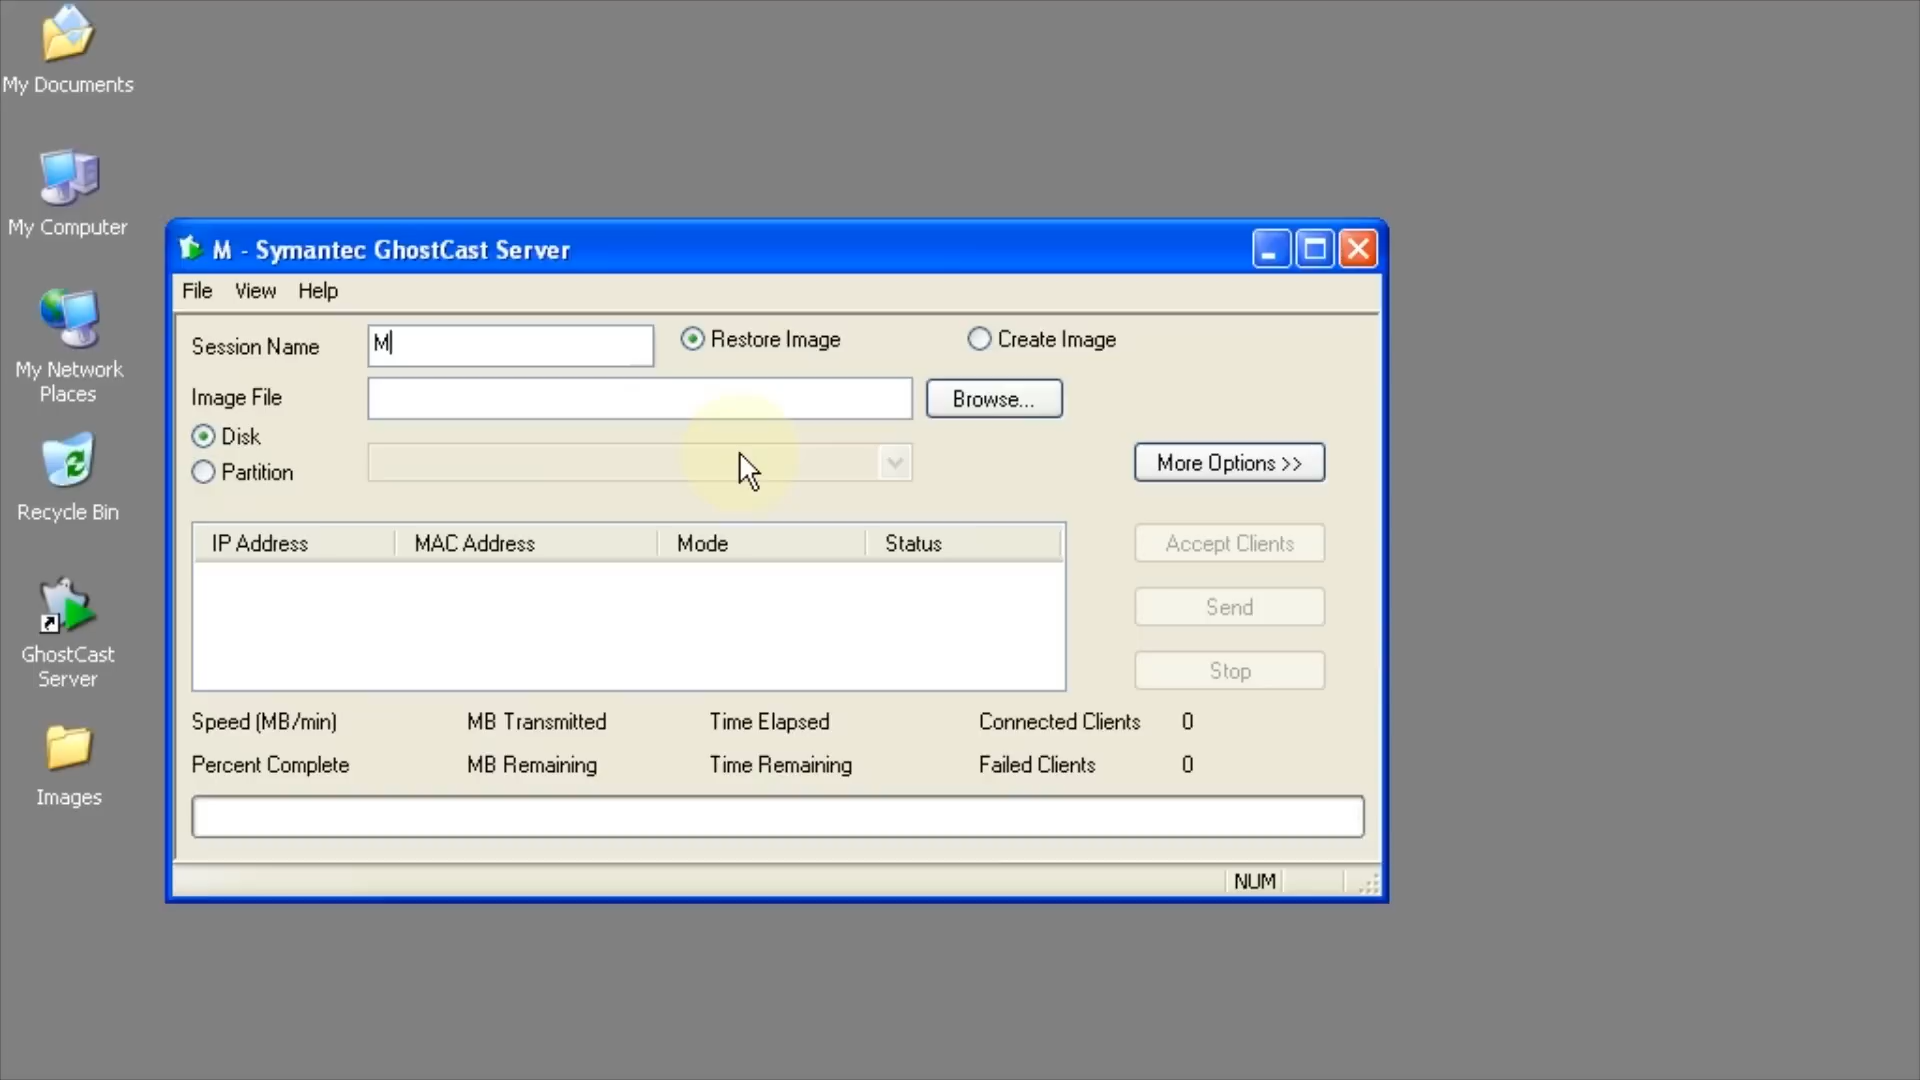 My Documents
My Computer
My Network
Places
Recycle Bin
GhostCast
Server
Images
M - Symantec GhostCast Server
File View Help
Session Name M Restore Image Create Image
Image File Browse...
Disk
Partition More Options >>
IP Address MAC Address Mode Status Accept Clients
Send
Stop
Speed (MB/min) MB Transmitted Time Elapsed Connected Clients 0
Percent Complete MB Remaining Time Remaining Failed Clients 0
NUM